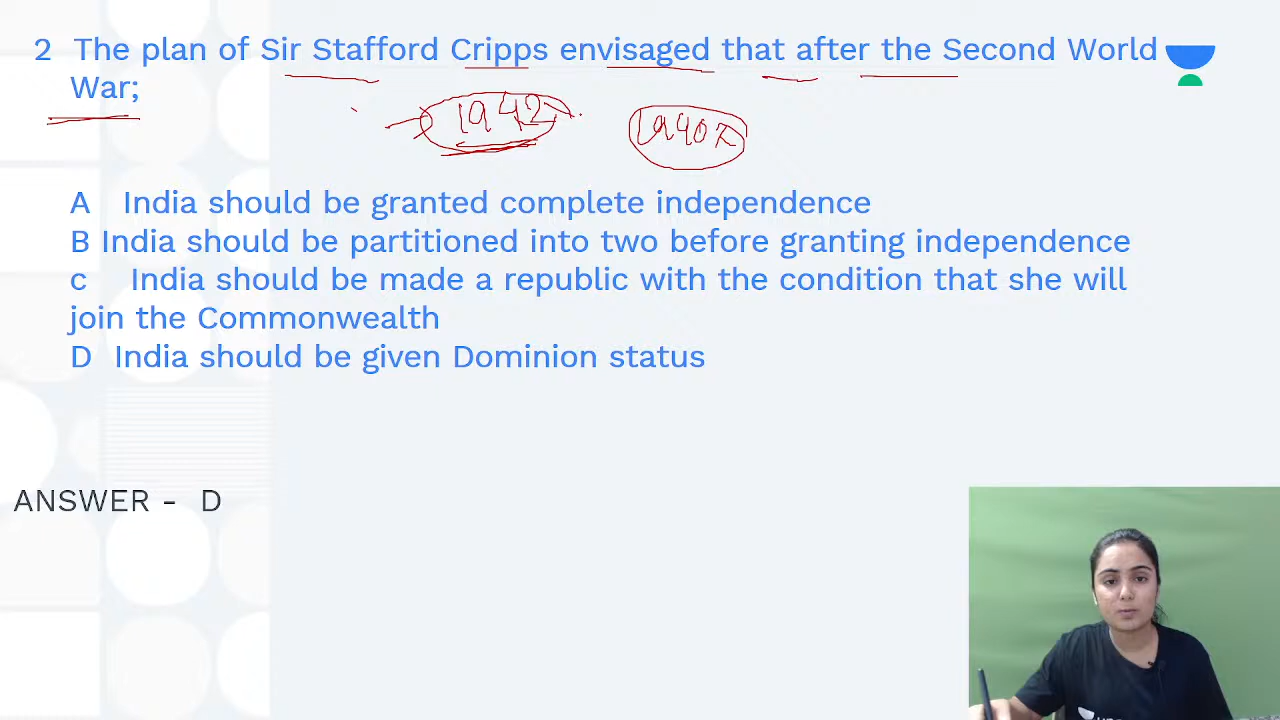 2 The plan of Sir Stafford Cripps envisaged that after the Second World
War;
1942 1940
A India should be granted complete independence
B India should be partitioned into two before granting independence
c India should be made a republic with the condition that she will
join the Commonwealth
D India should be given Dominion status
ANSWER - D